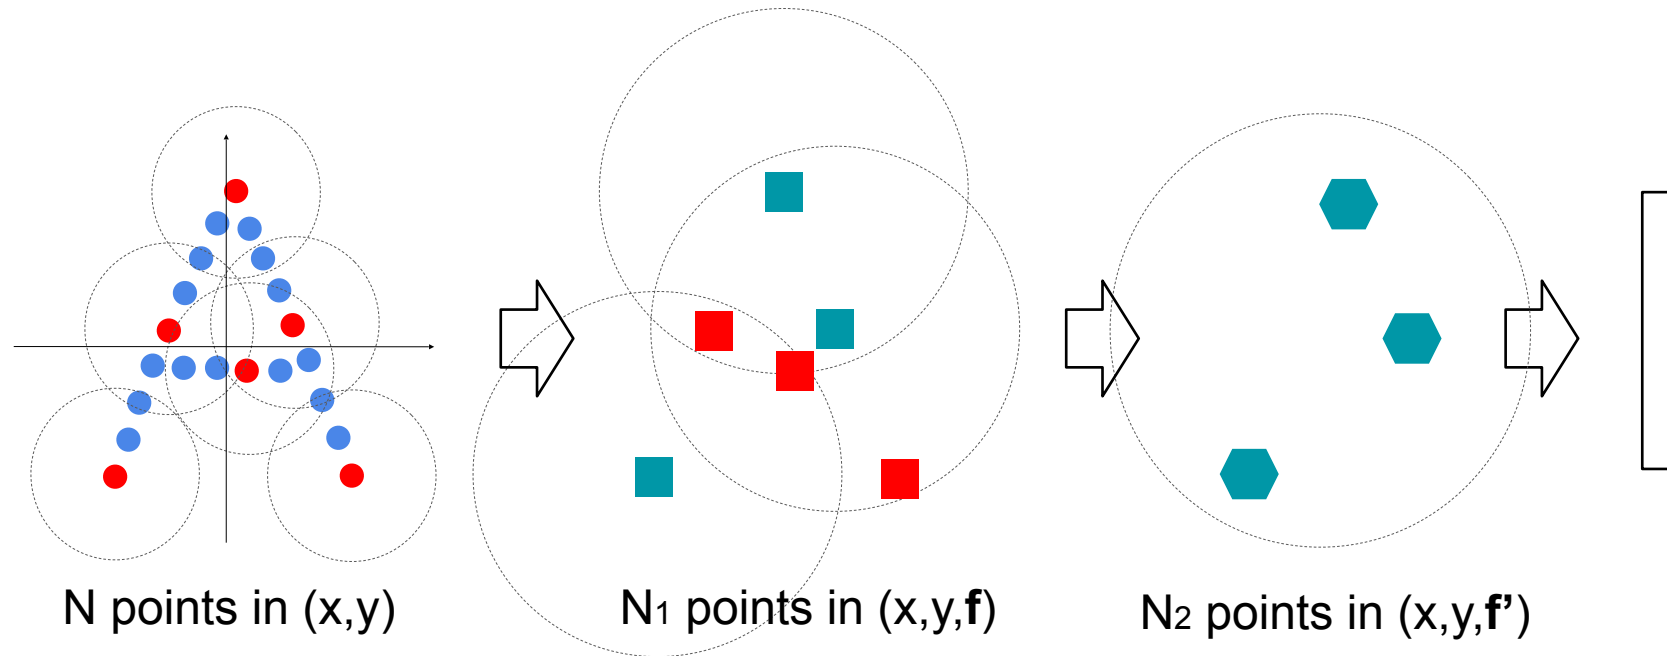 N points in (x,y)
N1 points in (x,y,f)
N2 points in (x,y,f’)